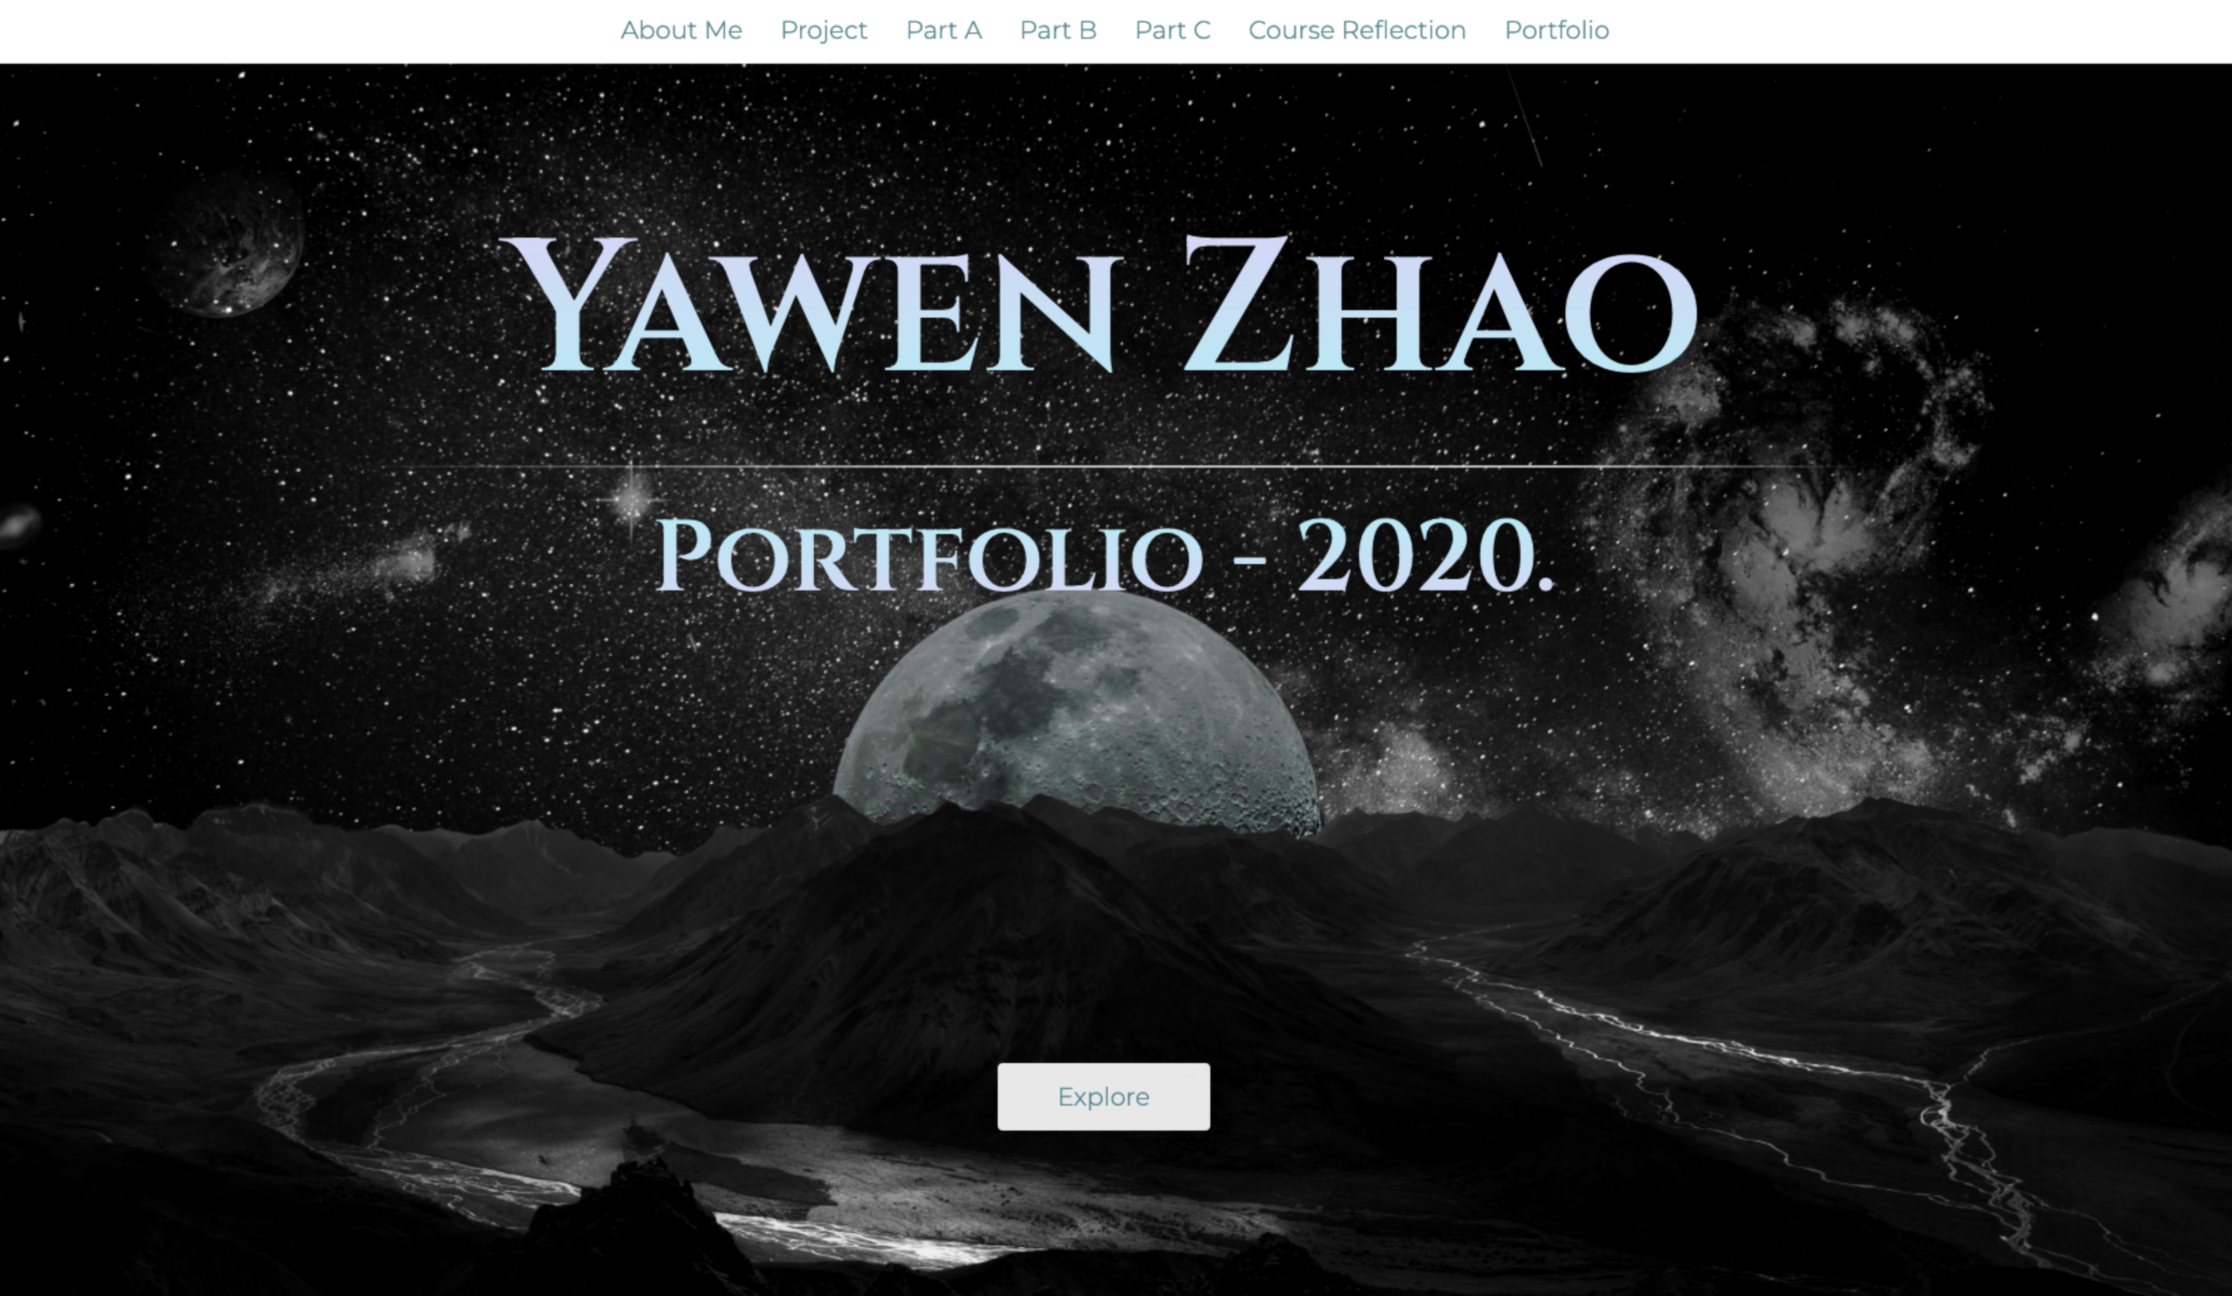 About Me Project Part A Part B Part C Course Reflection Portfolio
Yawen Zhao
Portfolio - 2020.
Explore